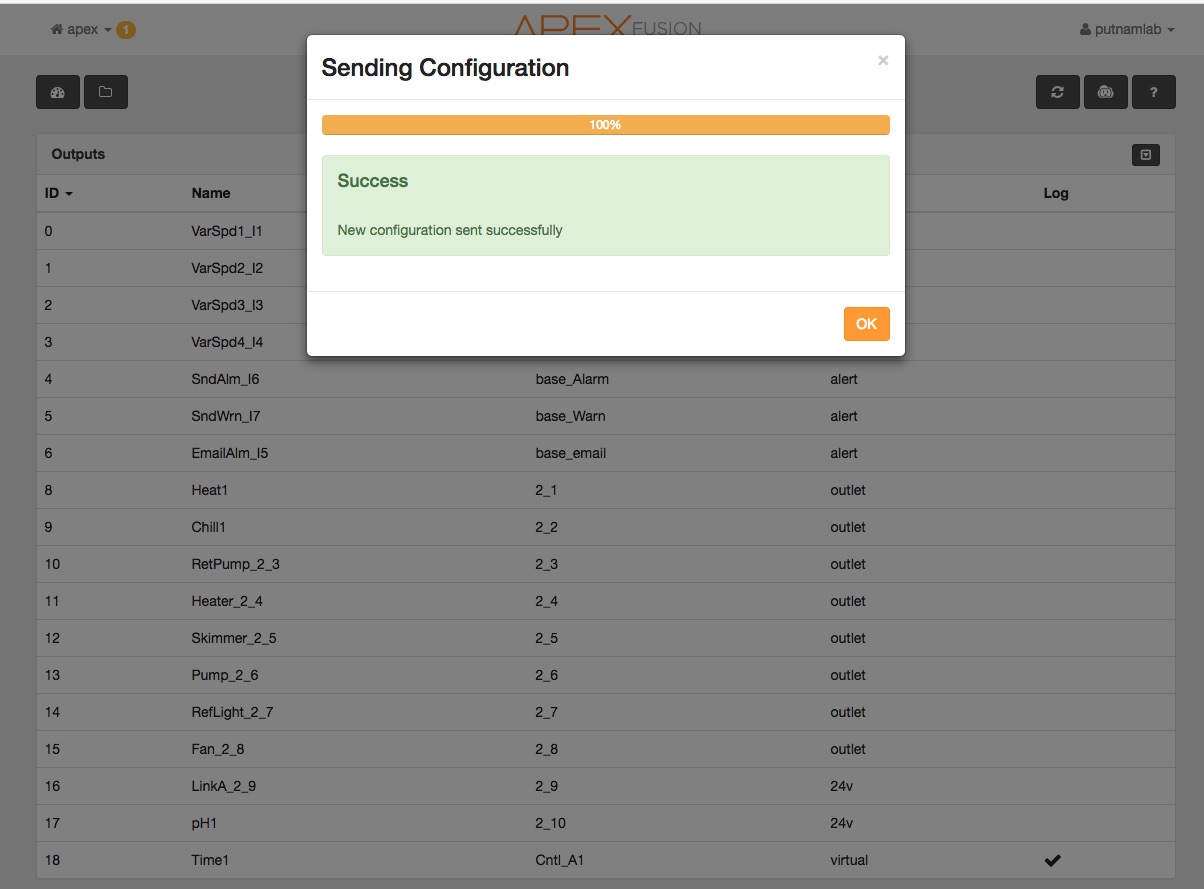 apex 1
APEX FUSION
putnamlab
Sending Configuration ×
100%
Success
New configuration sent successfully
OK
?
Outputs
ID Name Log
0 VarSpd1_I1
1 VarSpd2_I2
2 VarSpd3_I3
3 VarSpd4_I4
4 SndAlm_I6 base_Alarm alert
5 SndWrn_I7 base_Warn alert
6 EmailAlm_I5 base_email alert
8 Heat1 2_1 outlet
9 Chill1 2_2 outlet
10 RetPump_2_3 2_3 outlet
11 Heater_2_4 2_4 outlet
12 Skimmer_2_5 2_5 outlet
13 Pump_2_6 2_6 outlet
14 RefLight_2_7 2_7 outlet
15 Fan_2_8 2_8 outlet
16 LinkA_2_9 2_9 24v
17 pH1 2_10 24v
18 Time1 Cntl_A1 virtual ✔